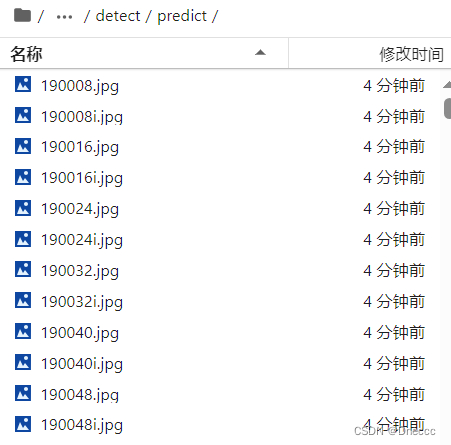 / ··· / detect / predict /
名称 修改时间
190008.jpg 4 分钟前
190008i.jpg 4 分钟前
190016.jpg 4 分钟前
190016i.jpg 4 分钟前
190024.jpg 4 分钟前
190024i.jpg 4 分钟前
190032.jpg 4 分钟前
190032i.jpg 4 分钟前
190040.jpg 4 分钟前
190040i.jpg 4 分钟前
190048.jpg 4 分钟前
190048i.jpg 4 分钟前
CSDN